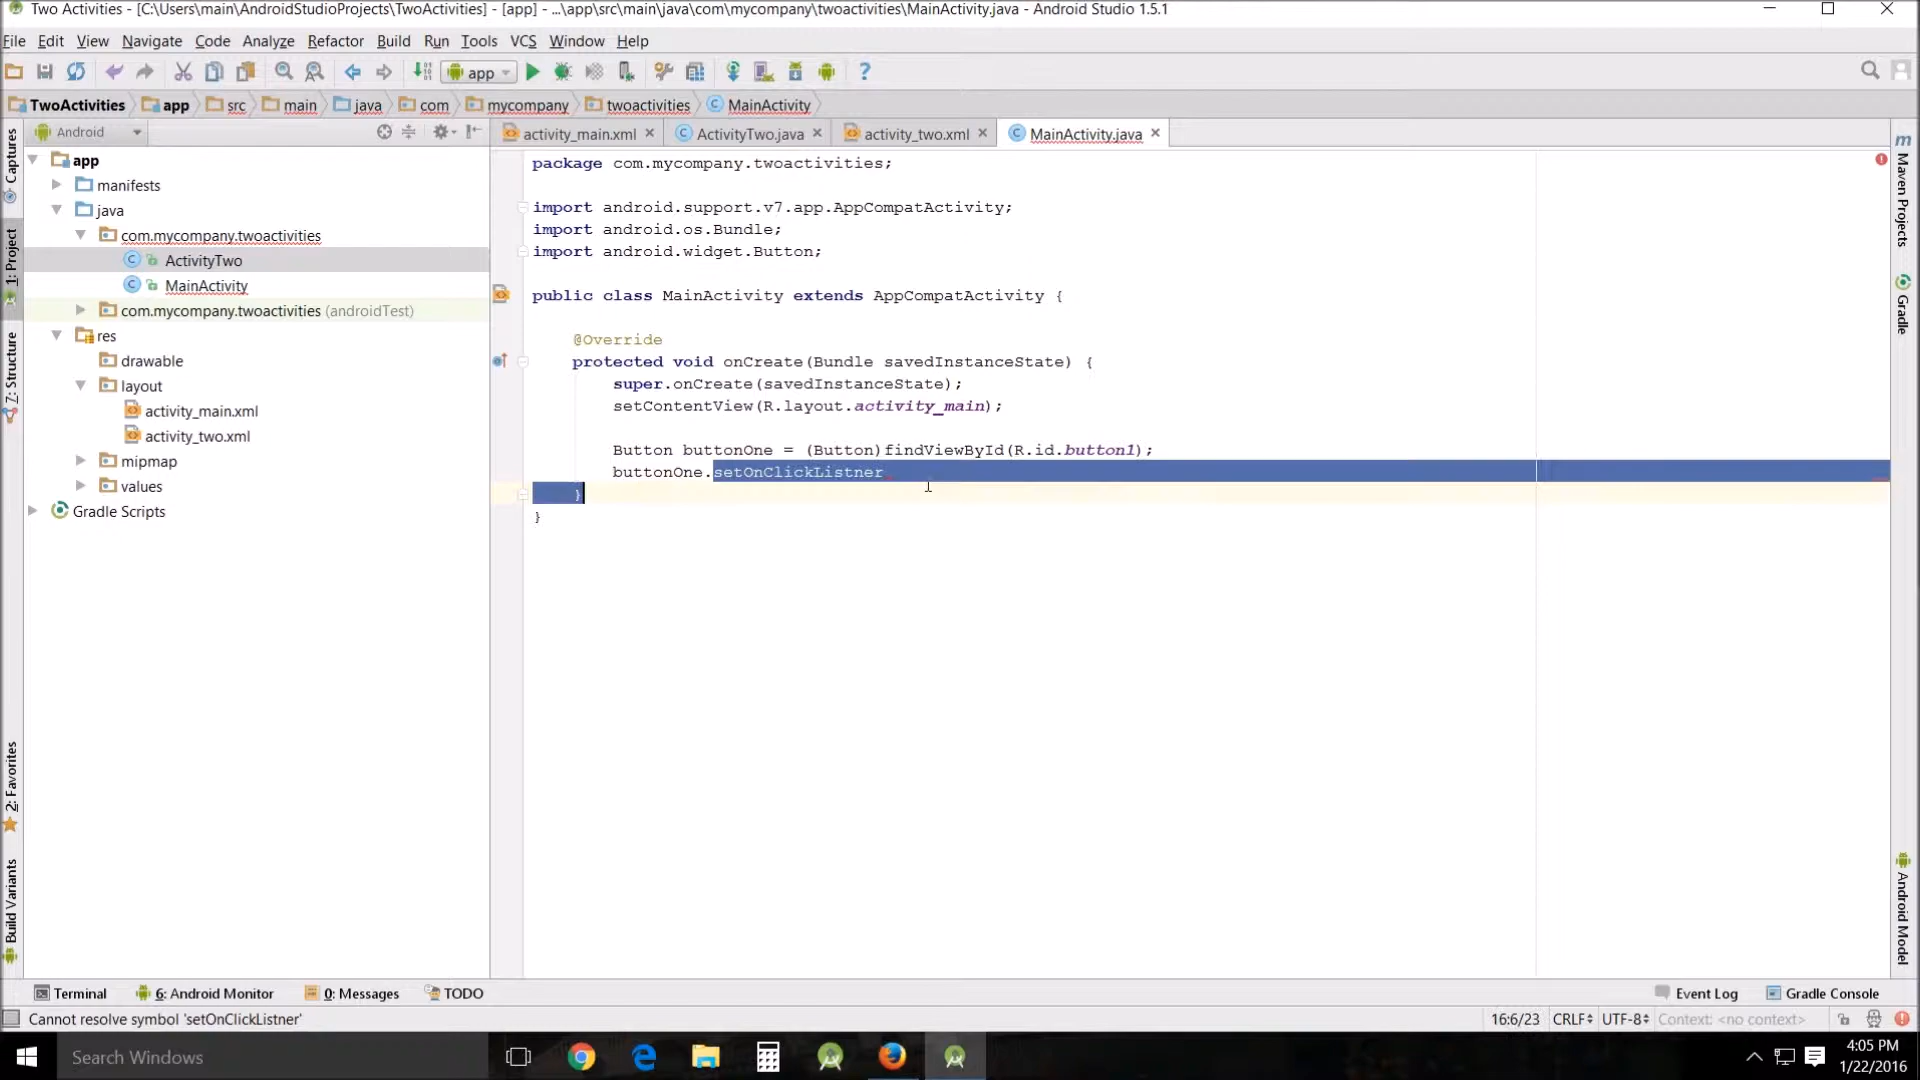 Two Activities - [C:\Users\main\AndroidStudioProjects\TwoActivities] - [app] - ...\app\src\main\java\com\mycompany\twoactivities\MainActivity.java - Android Studio 1.5.1
File Edit View Navigate Code Analyze Refactor Build Run Tools VCS Window Help
app
TwoActivities app src main java com mycompany twoactivities MainActivity
Android
activity_main.xml ActivityTwo.java activity_two.xml MainActivity.java
app
manifests
java
com.mycompany.twoactivities
ActivityTwo
MainActivity
com.mycompany.twoactivities (androidTest)
res
drawable
layout
activity_main.xml
activity_two.xml
mipmap
values
Gradle Scripts
package com.mycompany.twoactivities;
import android.support.v7.app.AppCompatActivity;
import android.os.Bundle;
import android.widget.Button;
public class MainActivity extends AppCompatActivity {
@Override
protected void onCreate(Bundle savedInstanceState) {
super.onCreate(savedInstanceState);
setContentView(R.layout.activity_main);
Button buttonOne = (Button)findViewById(R.id.button1);
buttonOne.setOnClickListner
}
}
Captures
1: Project
Z: Structure
2: Favorites
Build Variants
m Maven Projects
Gradle
Android Model
Terminal 6: Android Monitor 0: Messages TODO Event Log Gradle Console
Cannot resolve symbol 'setOnClickListner' 16:6/23 CRLF UTF-8 Context: <no context>
Search Windows
4:05 PM
1/22/2016